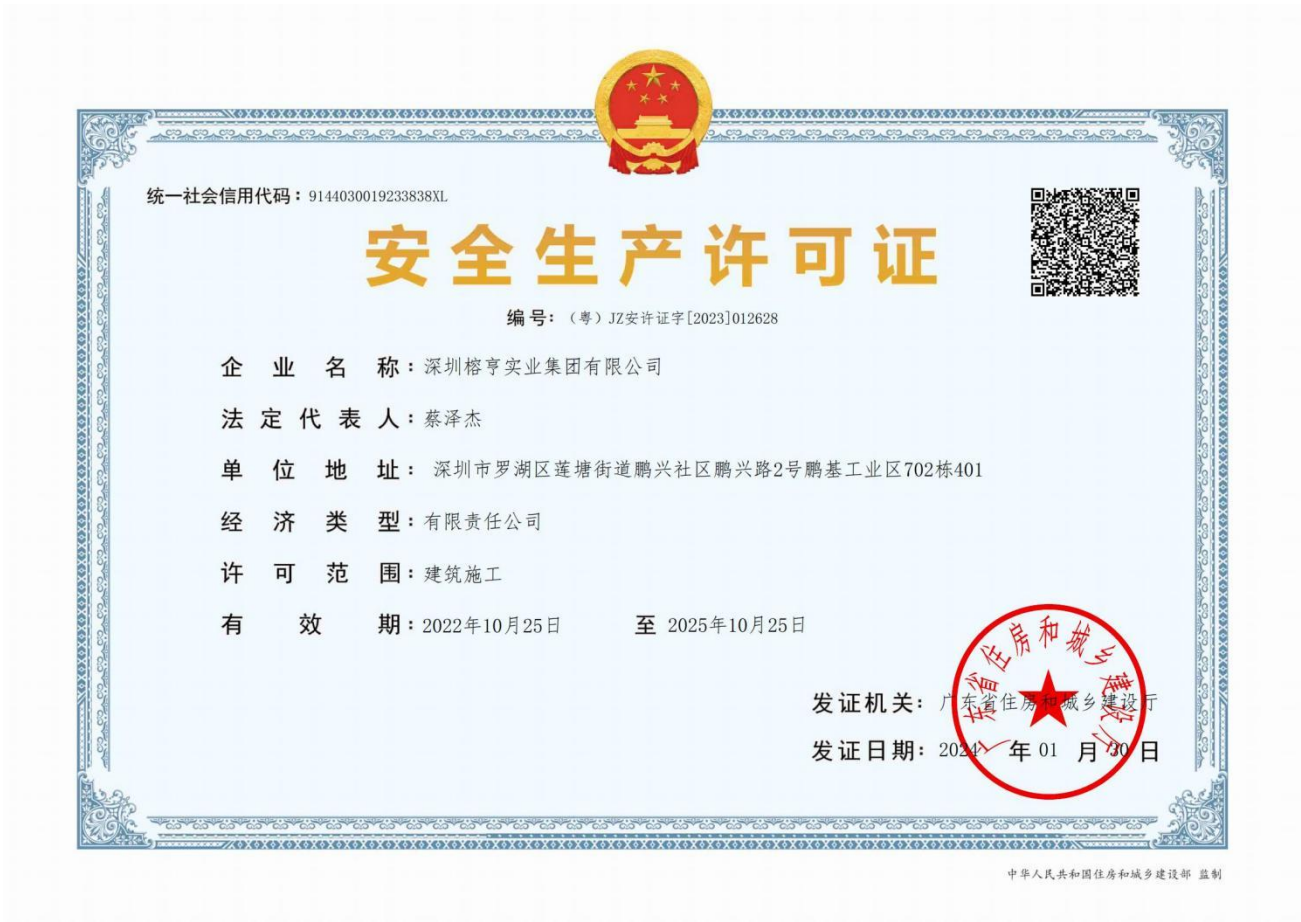 统一社会信用代码：9144030019233838XL
安全生产许可证
编号：（粤）JZ安许证字[2023]012628
企业名称：深圳榕亨实业集团有限公司
法定代表人：蔡泽杰
单位地址：深圳市罗湖区莲塘街道鹏兴社区鹏兴路2号鹏基工业区702栋401
经济类型：有限责任公司
许可范围：建筑施工
有效期：2022年10月25日 至 2025年10月25日
广东省住房和城乡建设厅
发证机关：广东省住房和城乡建设厅
发证日期：2024年01月30日
中华人民共和国住房和城乡建设部 监制